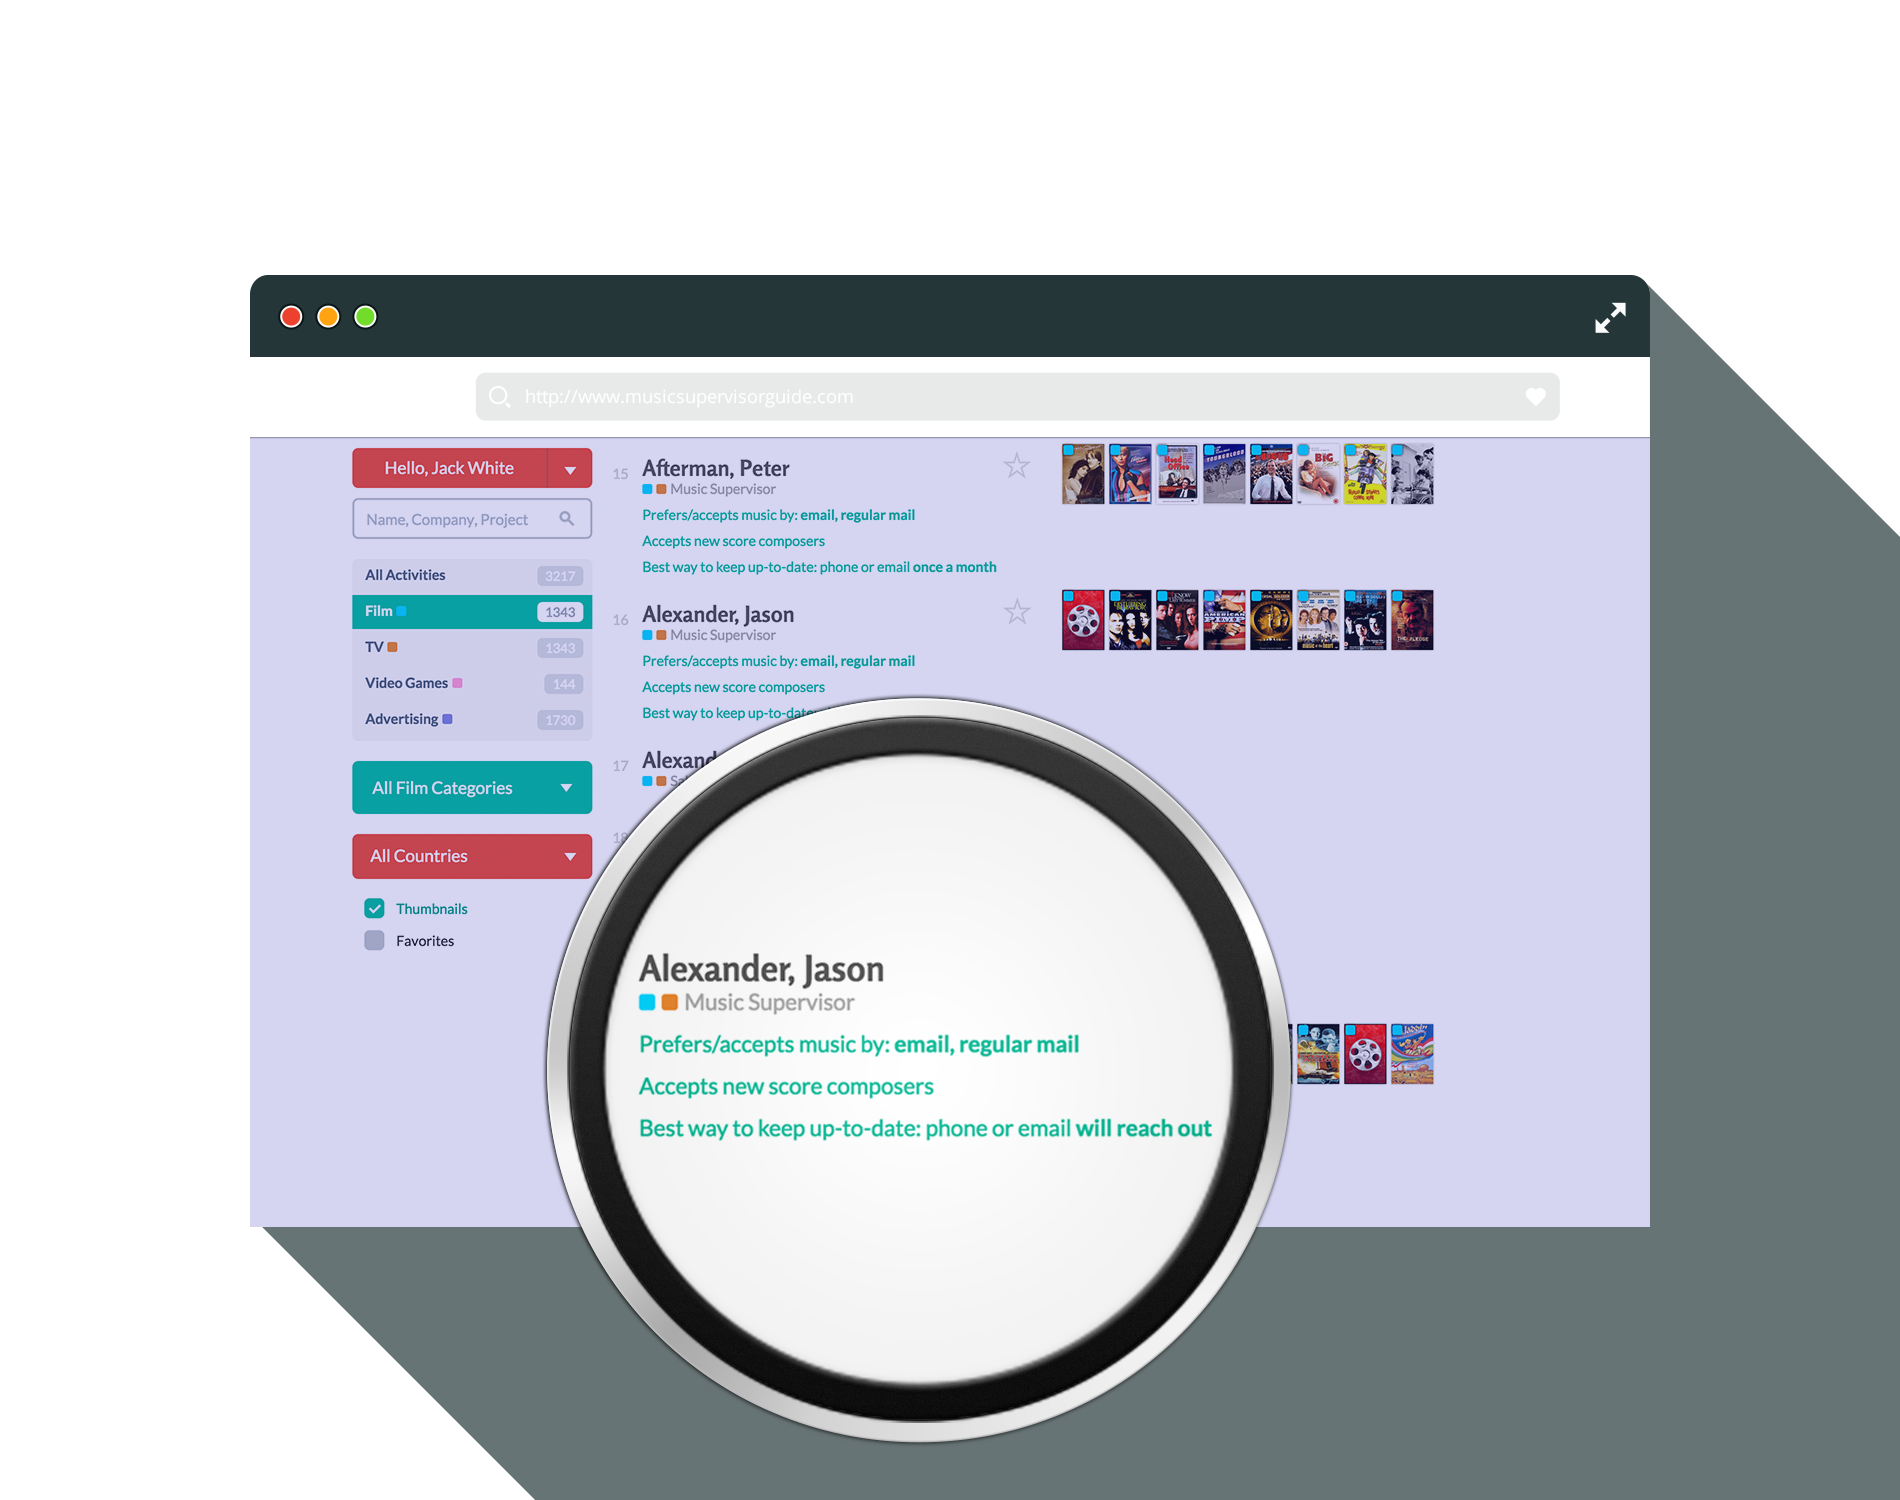 http://www.musicsupervisorguide.com
Hello, Jack White
Name, Company, Project
All Activities 3217
Film 1343
TV 1343
Video Games 144
Advertising 1730
All Film Categories
All Countries
Thumbnails
Favorites
15 Afterman, Peter
Music Supervisor
Prefers/accepts music by: email, regular mail
Accepts new score composers
Best way to keep up-to-date: phone or email once a month
16 Alexander, Jason
Music Supervisor
Prefers/accepts music by: email, regular mail
Accepts new score composers
Best way to keep up-to-date:
17
BIG
AMERICAN PIMP
THE PLEDGE
Alexander, Jason
Music Supervisor
Prefers/accepts music by: email, regular mail
Accepts new score composers
Best way to keep up-to-date: phone or email will reach out